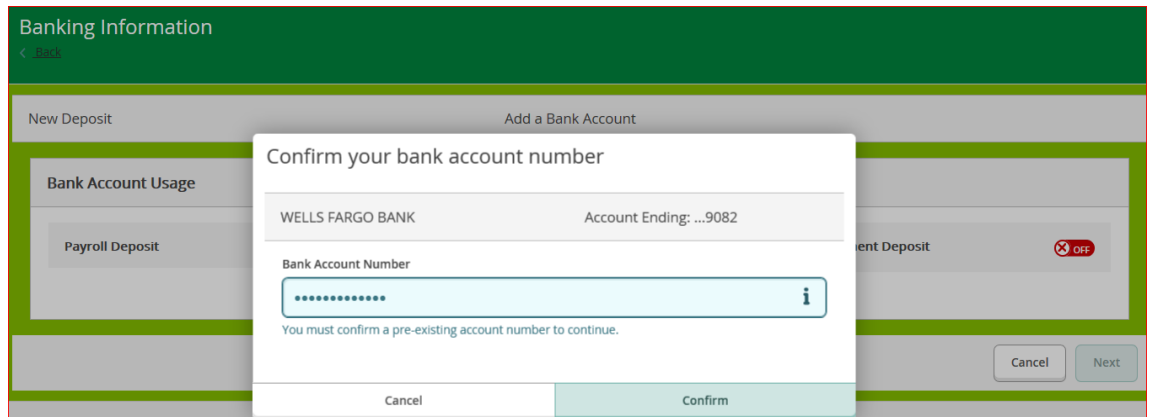 Banking Information
Back
New Deposit
Add a Bank Account
Confirm your bank account number
Bank Account Usage
WELLS FARGO BANK
Account Ending: ...9082
Payroll Deposit
ent Deposit
OFF
Bank Account Number
•••••••••••••
You must confirm a pre-existing account number to continue.
Cancel
Next
Cancel
Confirm